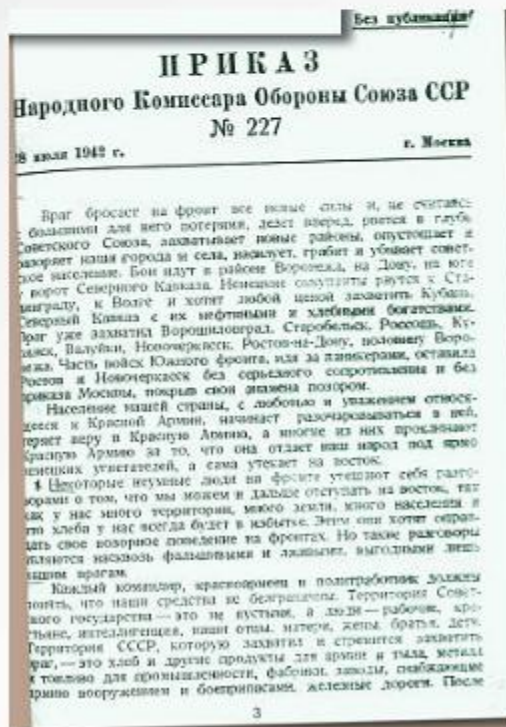 Без публикации
ПРИКАЗ
Народного Комиссара Обороны Союза ССР
№ 227
28 июля 1942 г. г. Москва
Враг бросает на фронт все новые силы и, не считаясь
с большими для него потерями, лезет вперед, рвется в глубь
Советского Союза, захватывает новые районы, опустошает и
разоряет наши города и села, насилует, грабит и убивает совет-
ское население. Бои идут в районе Воронежа, на Дону, на юге
у ворот Северного Кавказа. Немецкие оккупанты рвутся к Ста-
линграду, к Волге и хотят любой ценой захватить Кубань,
Северный Кавказ с их нефтяными и хлебными богатствами.
Враг уже захватил Ворошиловград, Старобельск, Россошь, Ку-
пянск, Валуйки, Новочеркасск, Ростов-на-Дону, половину Воро-
нежа. Часть войск Южного фронта, идя за паникерами, оставила
Ростов и Новочеркасск без серьезного сопротивления и без
приказа Москвы, покрыв свои знамена позором.
Население нашей страны, с любовью и уважением относя-
щееся к Красной Армии, начинает разочаровываться в ней,
теряет веру в Красную Армию, а многие из них проклинают
Красную Армию за то, что она отдает наш народ под ярмо
немецких угнетателей, а сама утекает на восток.
Некоторые неумные люди на фронте утешают себя разго-
ворами о том, что мы можем и дальше отступать на восток, так
как у нас много территории, много земли, много населения и
что хлеба у нас всегда будет в избытке. Этим они хотят оправ-
дать свое позорное поведение на фронтах. Но такие разговоры
являются насквозь фальшивыми и лживыми, выгодными лишь
нашим врагам.
Каждый командир, красноармеец и политработник должны
понять, что наши средства не безграничны. Территория Совет-
ского государства — это не пустыня, а люди — рабочие, кре-
стьяне, интеллигенция, наши отцы, матери, жены, братья, дети.
Территория СССР, которую захватил и стремится захватить
враг, — это хлеб и другие продукты для армии и тыла, металл
и топливо для промышленности, фабрики, заводы, снабжающие
армию вооружением и боеприпасами, железные дороги. После
3